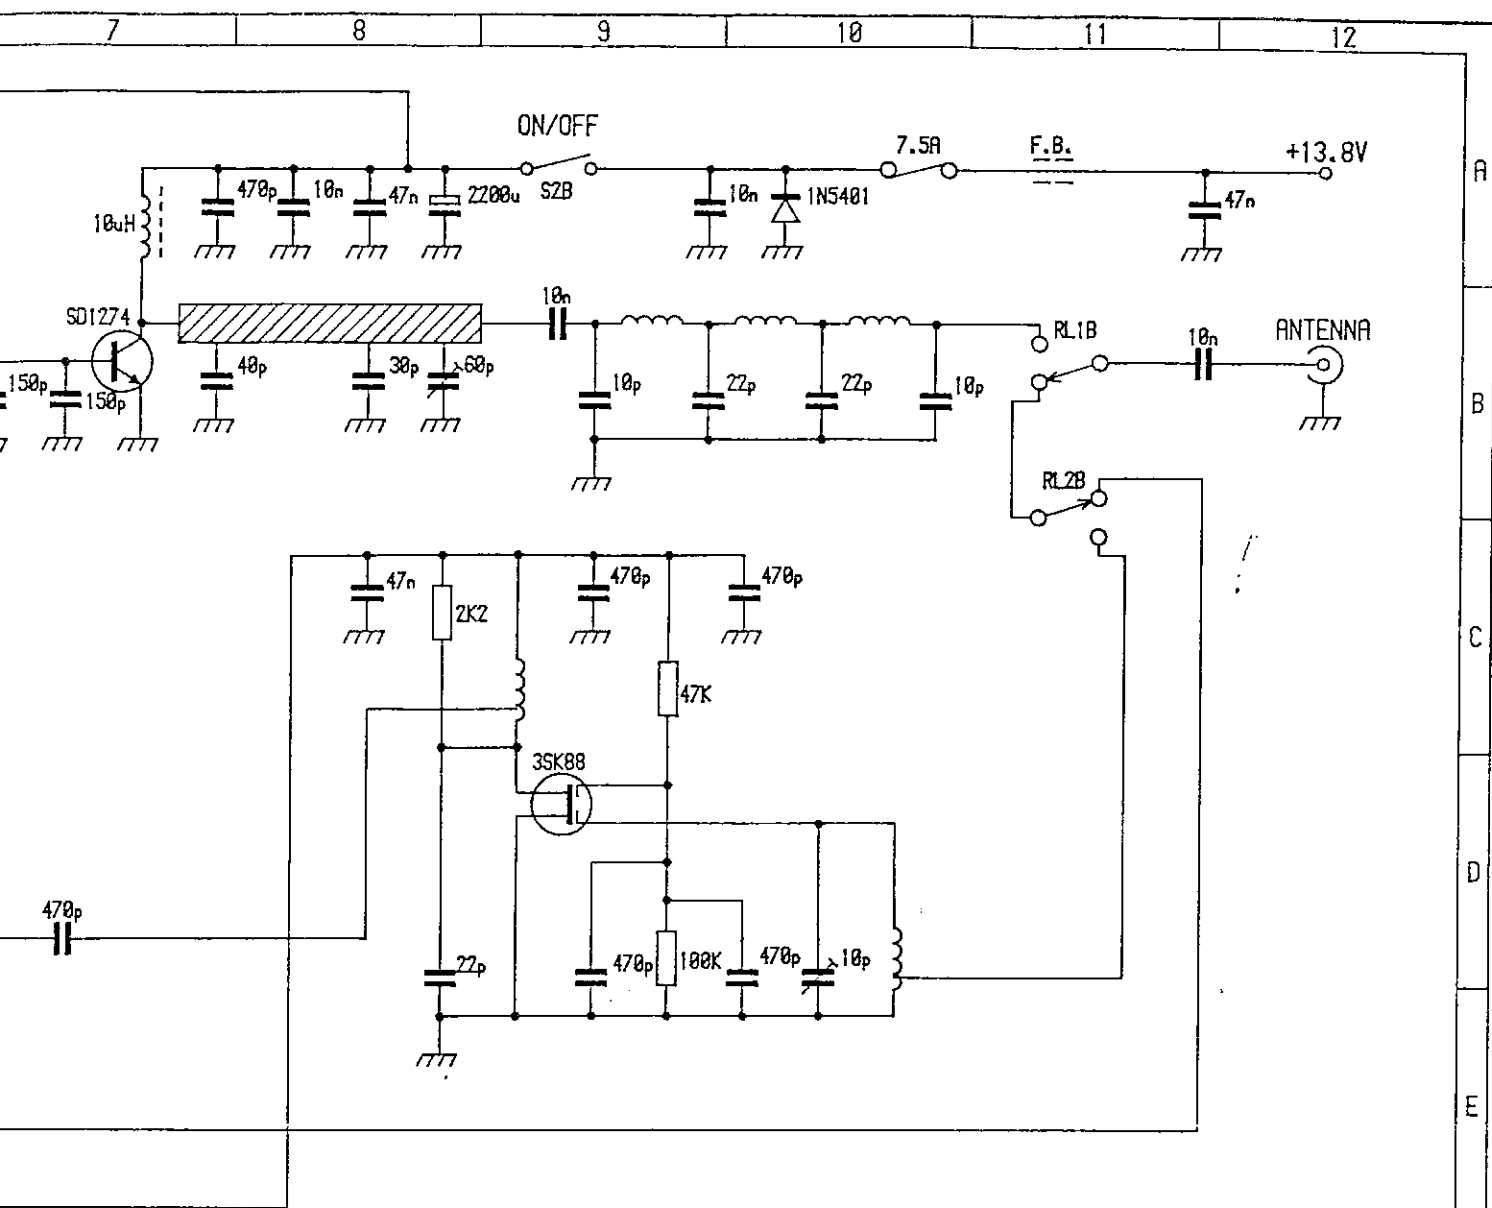 7 8 9 10 11 12
ON/OFF
7.5A F.B. +13.8V
A
470p 10n 47n 2200u S2B 10n 1N5401 47n
10uH
SD1274 10n RL1B 10n ANTENNA
40p 30p 60p 10p 22p 22p 10p
150p 150p
B
RL2B
47n 470p 470p
2K2
C
47K
3SK88
D
470p
22p 470p 100K 470p 10p
E